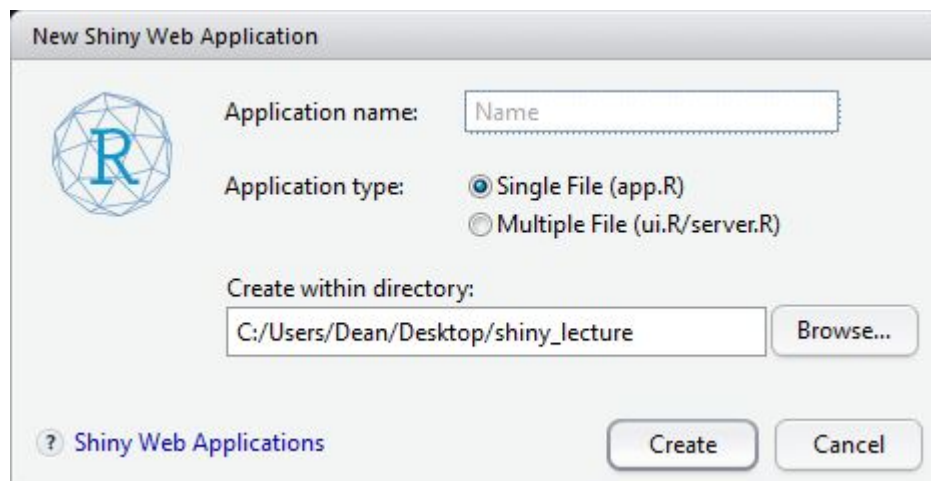 New Shiny Web Application
R
Application name: Name
Application type: Single File (app.R)
Multiple File (ui.R/server.R)
Create within directory:
C:/Users/Dean/Desktop/shiny_lecture Browse...
? Shiny Web Applications Create Cancel